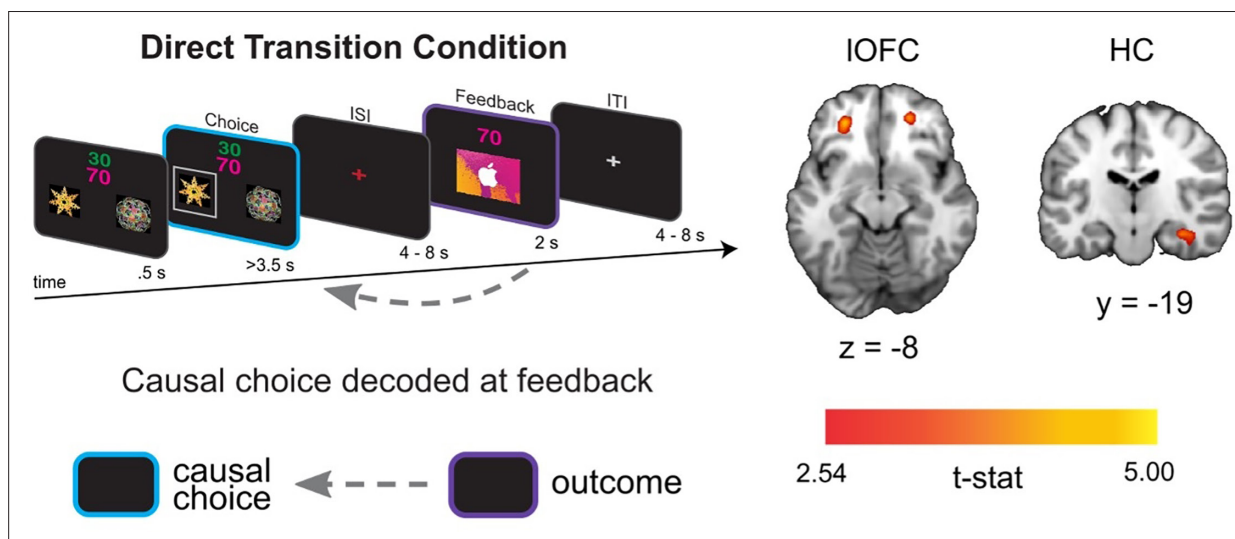 Direct Transition Condition
30
70
.5 s
Choice
30
70
>3.5 s
ISI
4 - 8 s
Feedback
70
2 s
ITI
4 - 8 s
time
Causal choice decoded at feedback
causal
choice
outcome
lOFC
HC
z = -8
y = -19
2.54
t-stat
5.00